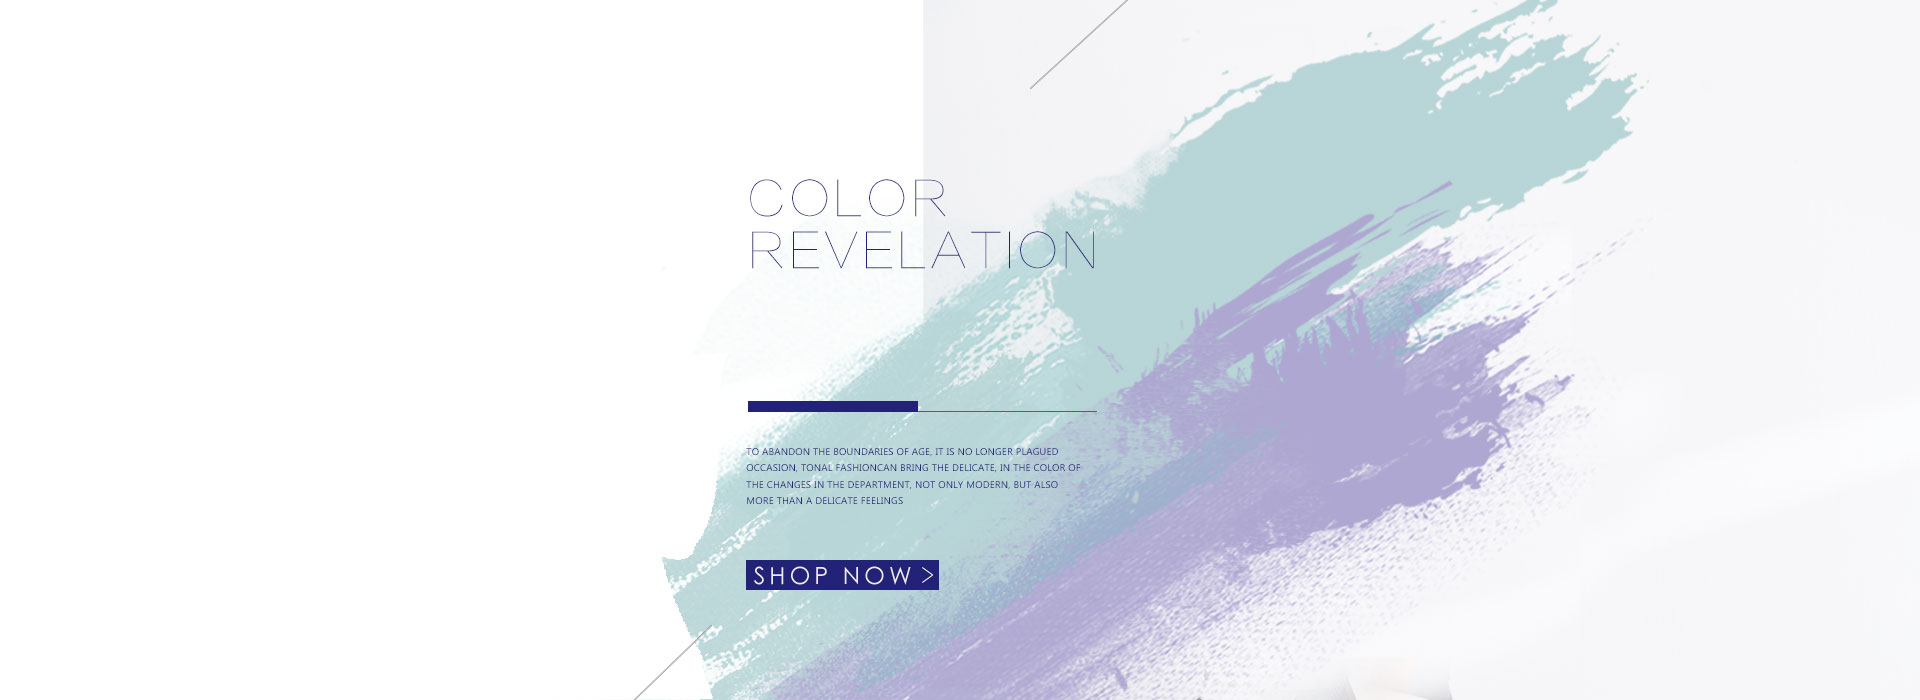 COLOR
REVELATION
TO ABANDON THE BOUNDARIES OF AGE, IT IS NO LONGER PLAGUED
OCCASION, TONAL FASHIONCAN BRING THE DELICATE, IN THE COLOR OF
THE CHANGES IN THE DEPARTMENT, NOT ONLY MODERN, BUT ALSO
MORE THAN A DELICATE FEELINGS
SHOP NOW >